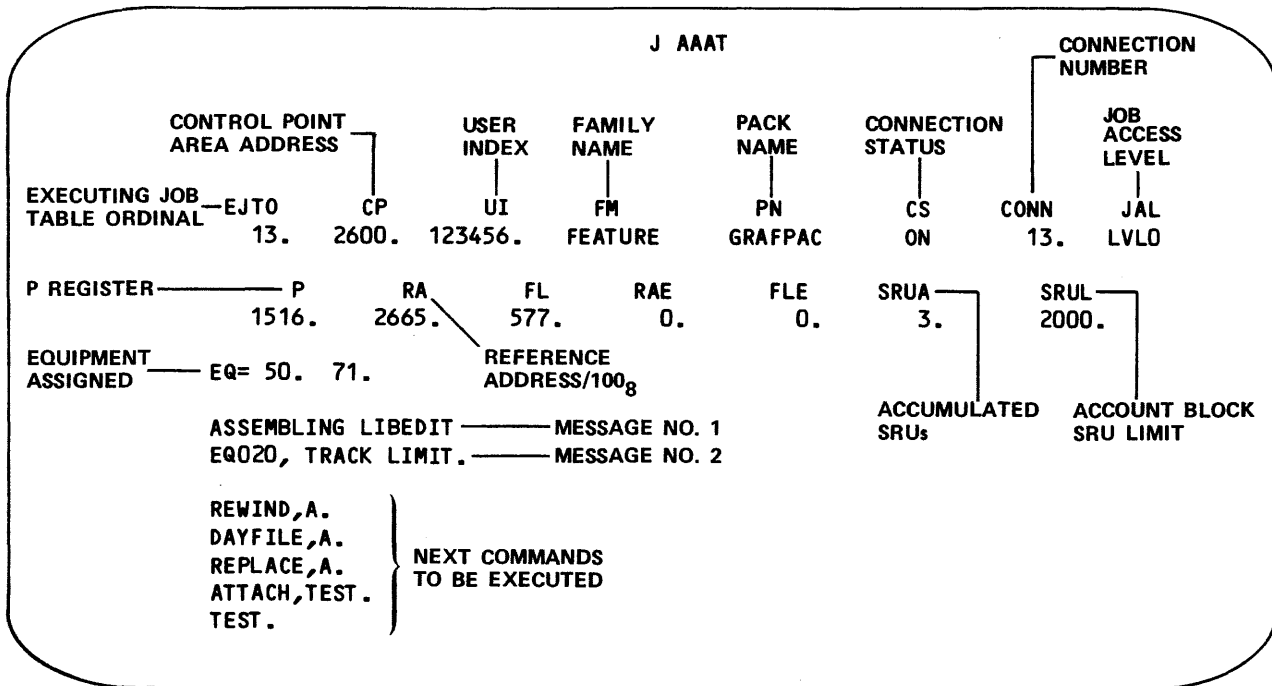 J AAAT
CONNECTION
NUMBER
CONTROL POINT
AREA ADDRESS
USER
INDEX
FAMILY
NAME
PACK
NAME
CONNECTION
STATUS
JOB
ACCESS
LEVEL
EXECUTING JOB
TABLE ORDINAL
EJTO CP UI FM PN CS CONN JAL
13. 2600. 123456. FEATURE GRAFPAC ON 13. LVLO
P REGISTER P RA FL RAE FLE SRUA SRUL
1516. 2665. 577. 0. 0. 3. 2000.
EQUIPMENT
ASSIGNED
EQ= 50. 71.
REFERENCE
ADDRESS/100₈
ACCUMULATED
SRUs
ACCOUNT BLOCK
SRU LIMIT
ASSEMBLING LIBEDIT MESSAGE NO. 1
EQ020, TRACK LIMIT. MESSAGE NO. 2
REWIND,A.
DAYFILE,A.
REPLACE,A.
ATTACH,TEST.
TEST.
NEXT COMMANDS
TO BE EXECUTED